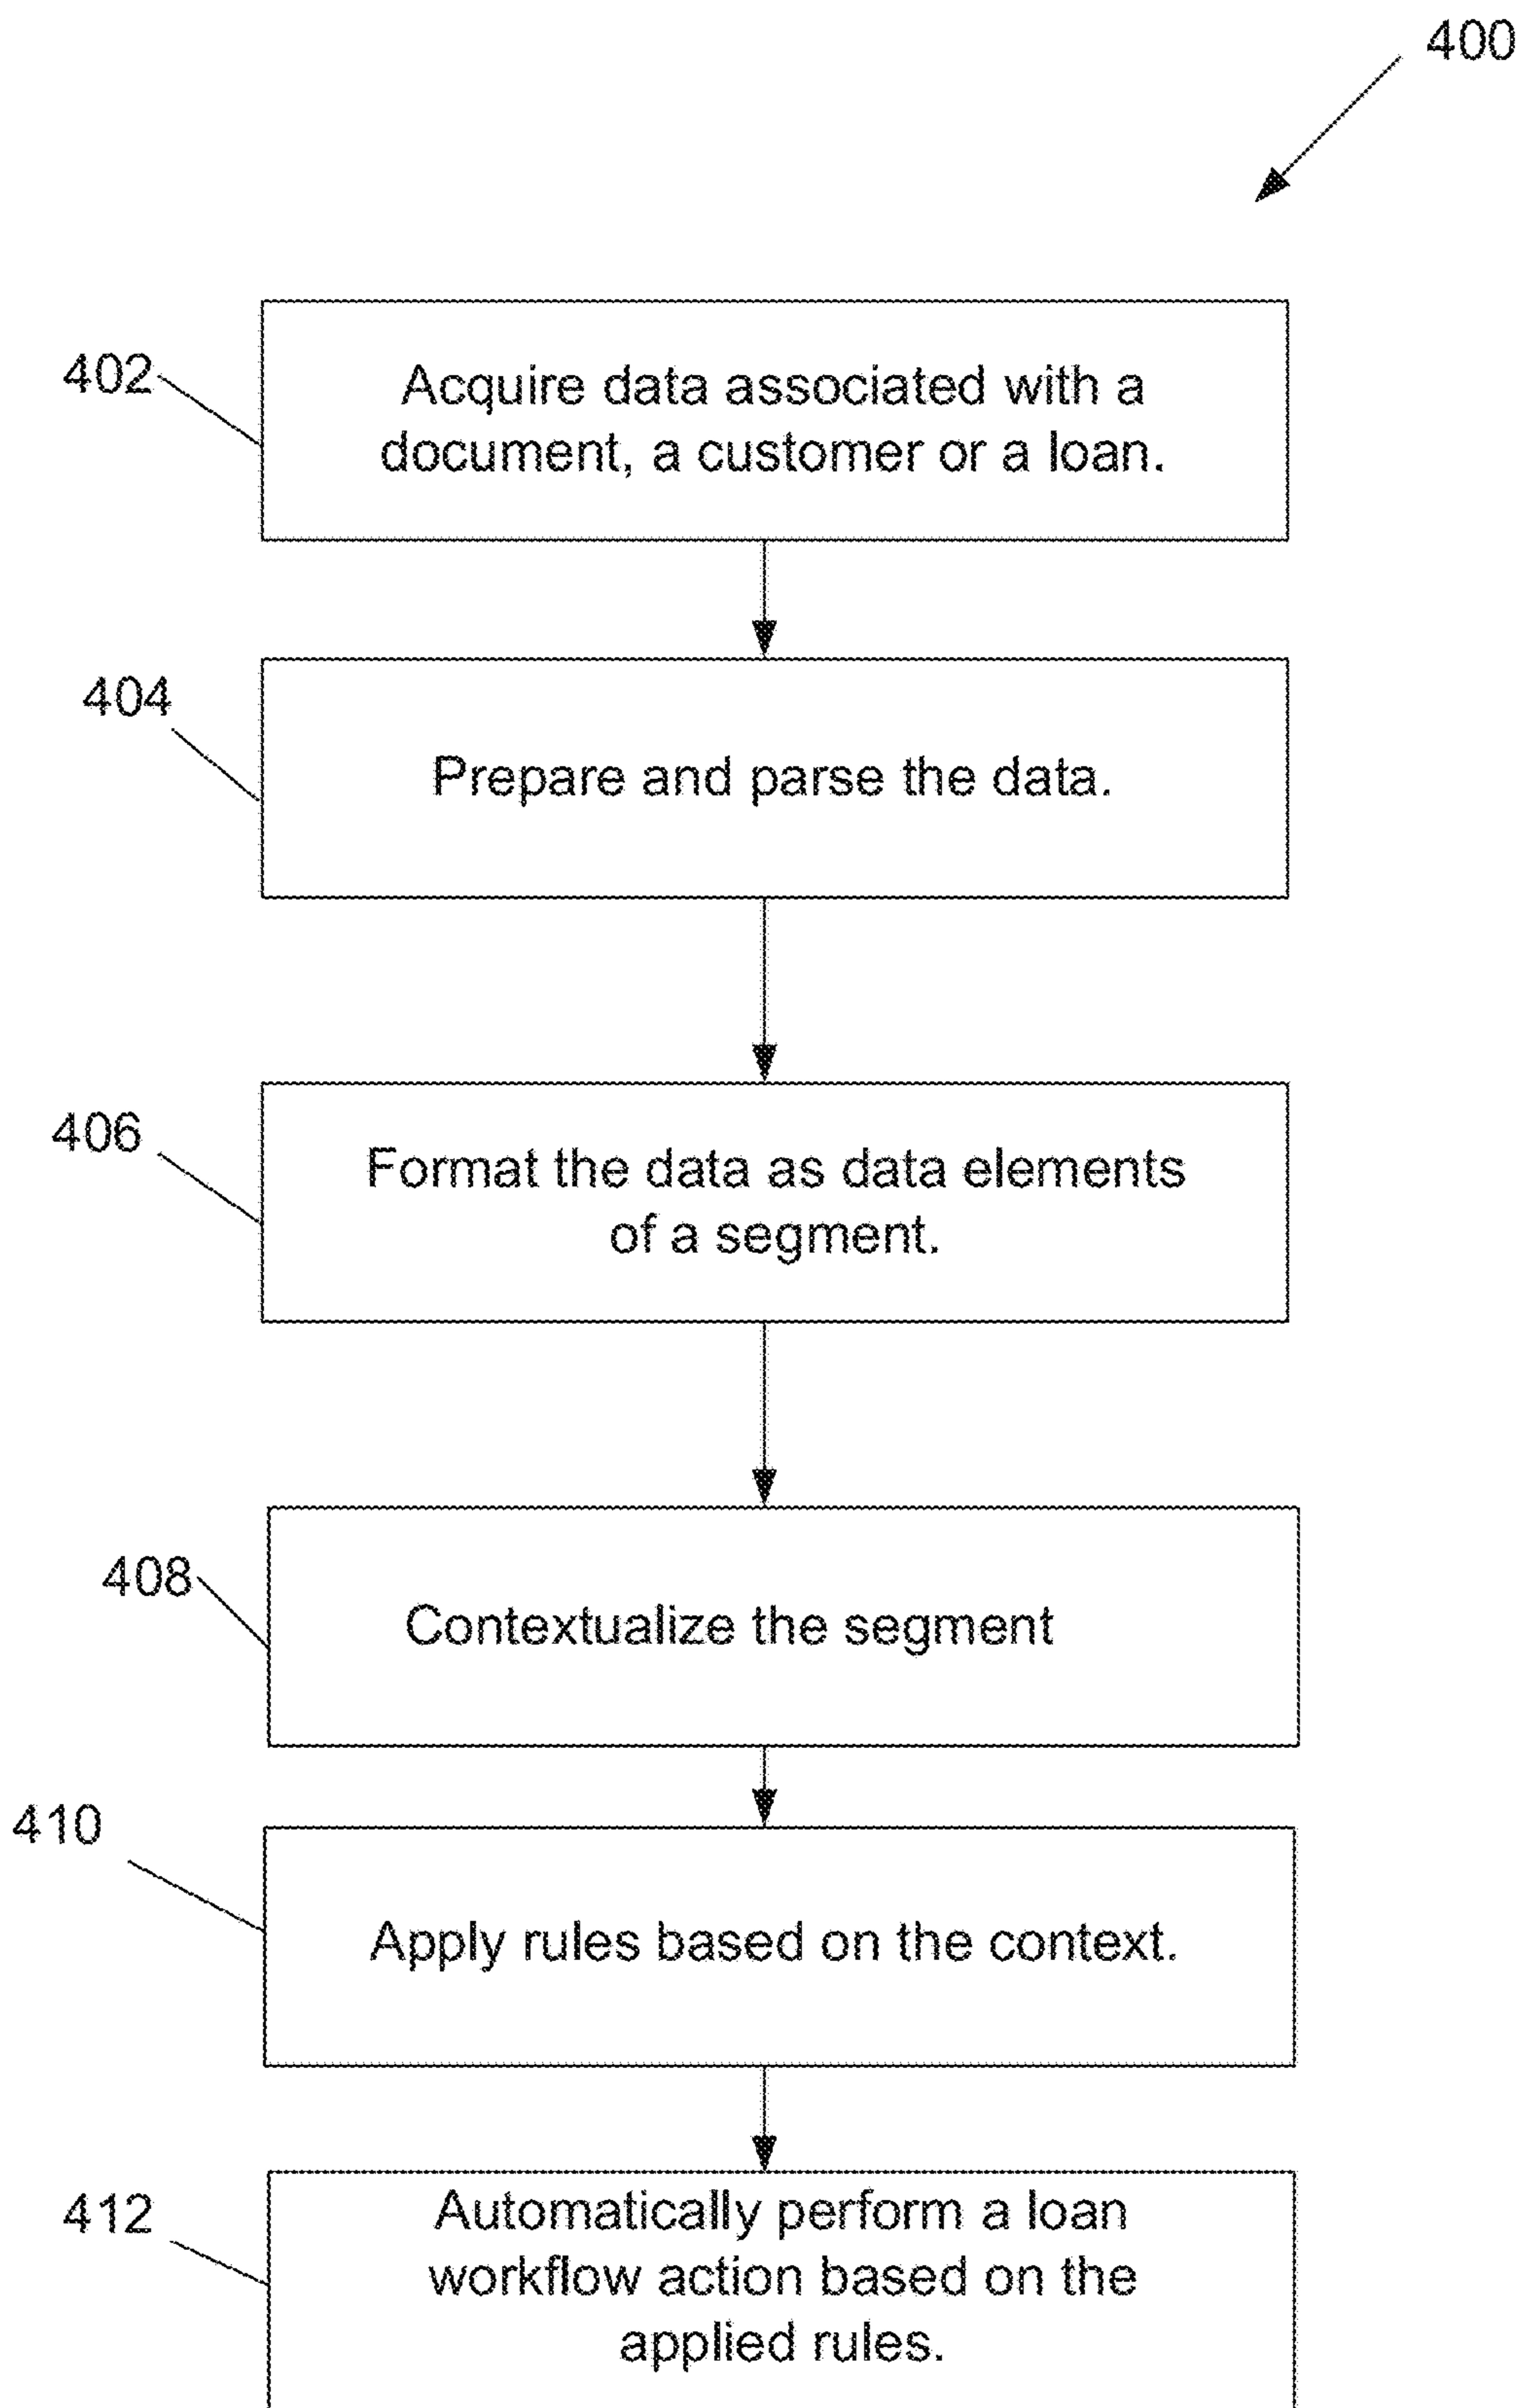 400
402
Acquire data associated with a
document, a customer or a loan.
404
Prepare and parse the data.
406
Format the data as data elements
of a segment.
408
Contextualize the segment
410
Apply rules based on the context.
412
Automatically perform a loan
workflow action based on the
applied rules.